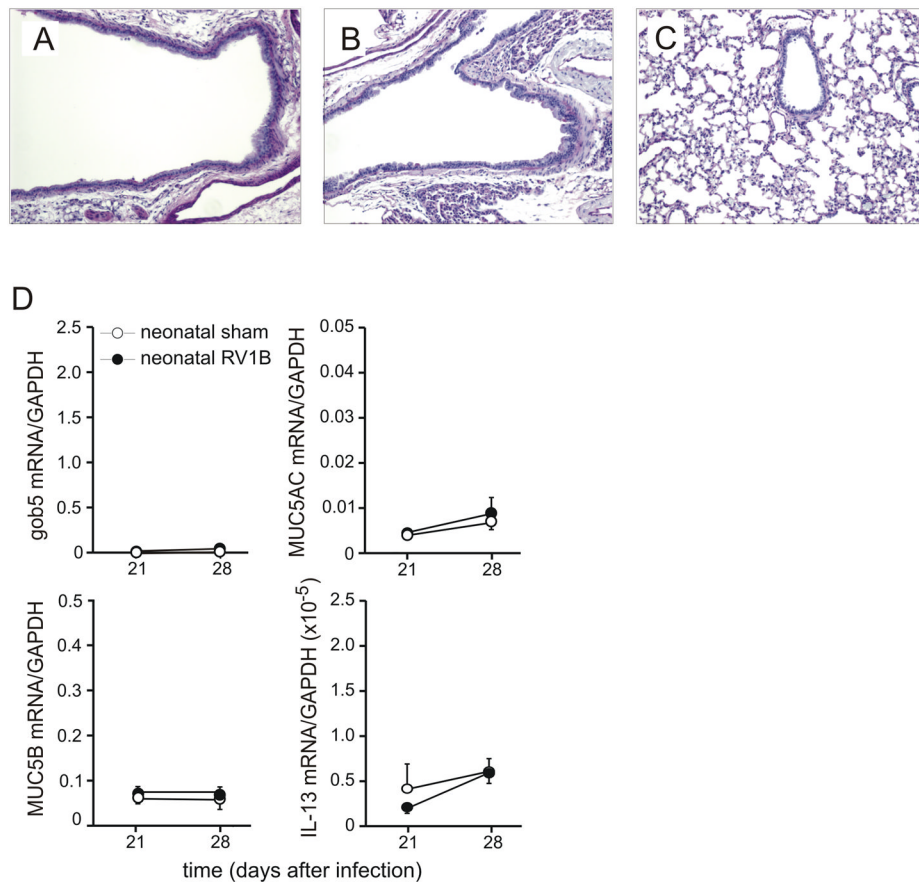 A
B
C
D
neonatal sham
neonatal RV1B
gob5 mRNA/GAPDH
2.5
2.0
1.5
1.0
0.5
0
21
28
MUC5AC mRNA/GAPDH
0.05
0.04
0.03
0.02
0.01
0
21
28
MUC5B mRNA/GAPDH
0.5
0.4
0.3
0.2
0.1
0
21
28
IL-13 mRNA/GAPDH (x10-5)
2.5
2.0
1.5
1.0
0.5
0
21
28
time (days after infection)